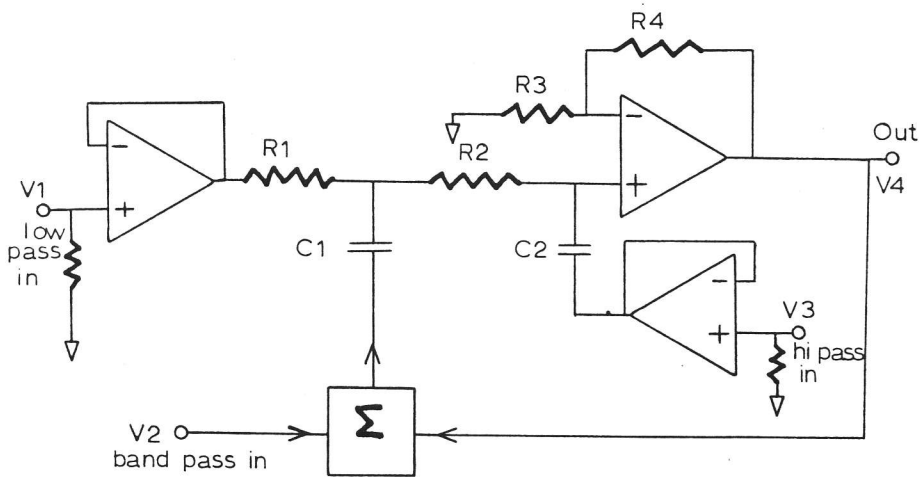 R4
R3
Out
R1
R2
V4
V1
low
pass
in
C1
C2
V3
hi pass
in
Σ
V2
band pass in